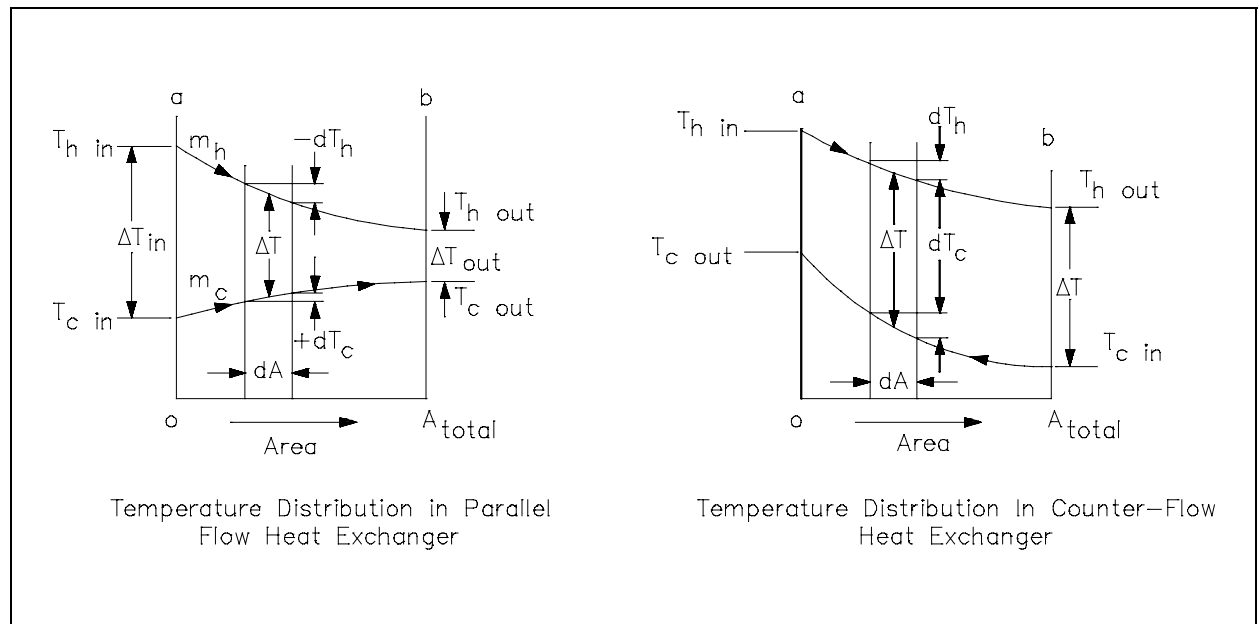 a
b
T_h in
m_h
−dT_h
T_h out
ΔT_in
ΔT
ΔT_out
m_c
T_c in
T_c out
+dT_c
dA
o
A_total
Area
Temperature Distribution in Parallel
Flow Heat Exchanger
a
dT_h
T_h in
b
T_h out
T_c out
ΔT
dT_c
ΔT
T_c in
dA
o
A_total
Area
Temperature Distribution In Counter−Flow
Heat Exchanger